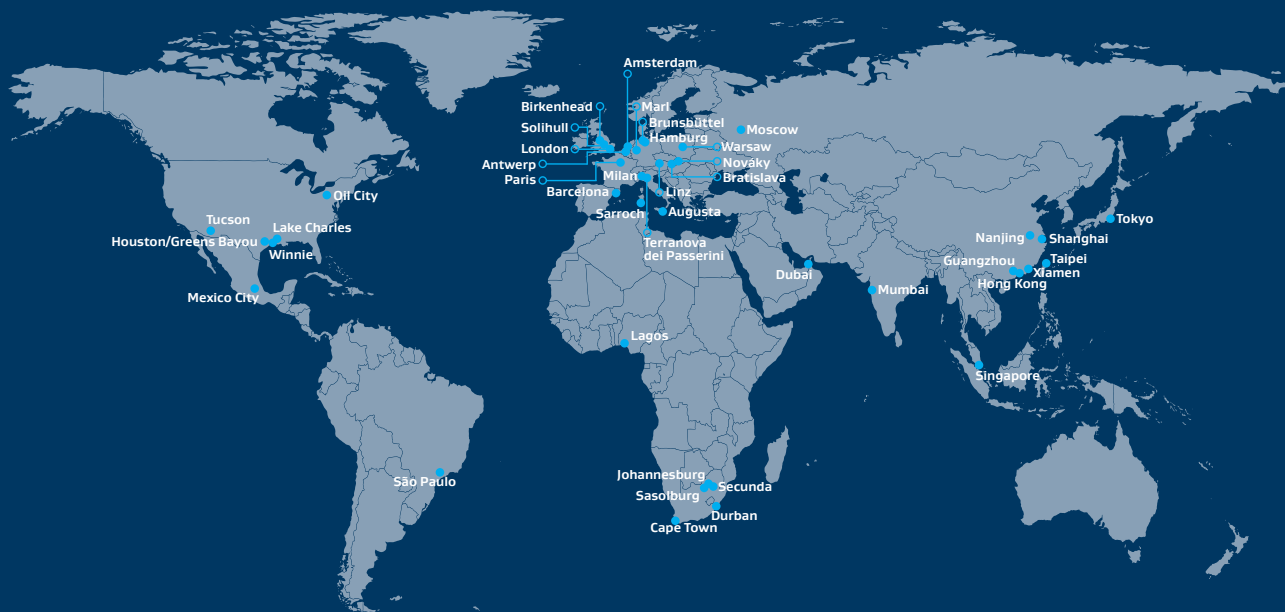 Amsterdam
Birkenhead
Marl
Solihull
Brunsbüttel
Hamburg
Moscow
London
Warsaw
Antwerp
Nováky
Paris
Milan
Bratislava
Barcelona
Linz
Sarroch
Augusta
Terranova
dei Passerini
Oil City
Tucson
Lake Charles
Houston/Greens Bayou
Winnie
Mexico City
São Paulo
Lagos
Johannesburg
Sasolburg
Secunda
Durban
Cape Town
Dubai
Mumbai
Tokyo
Nanjing
Shanghai
Guangzhou
Taipei
XIamen
Hong Kong
Singapore